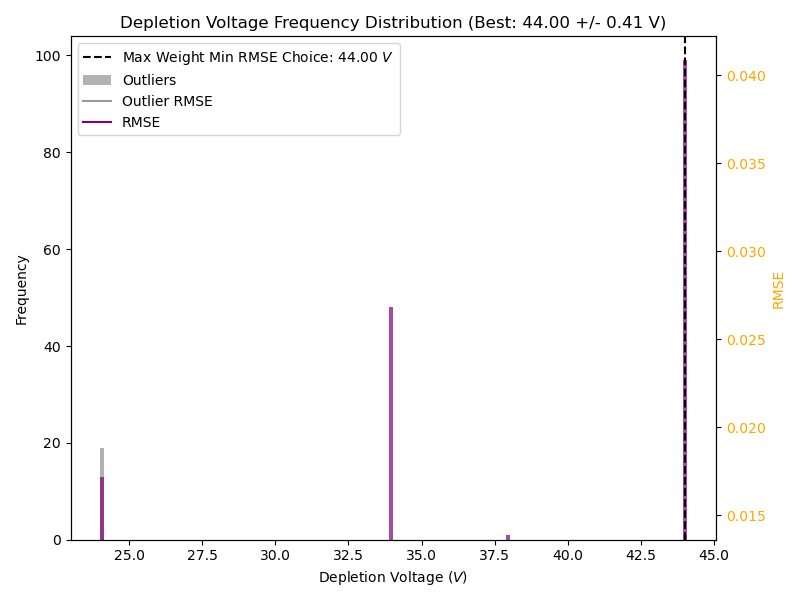 Depletion Voltage Frequency Distribution (Best: 44.00 +/- 0.41 V)
Max Weight Min RMSE Choice: 44.00 V
Outliers
Outlier RMSE
RMSE
100
80
60
40
20
0
Frequency
0.040
0.035
0.030
0.025
0.020
0.015
RMSE
25.0 27.5 30.0 32.5 35.0 37.5 40.0 42.5 45.0
Depletion Voltage (V)